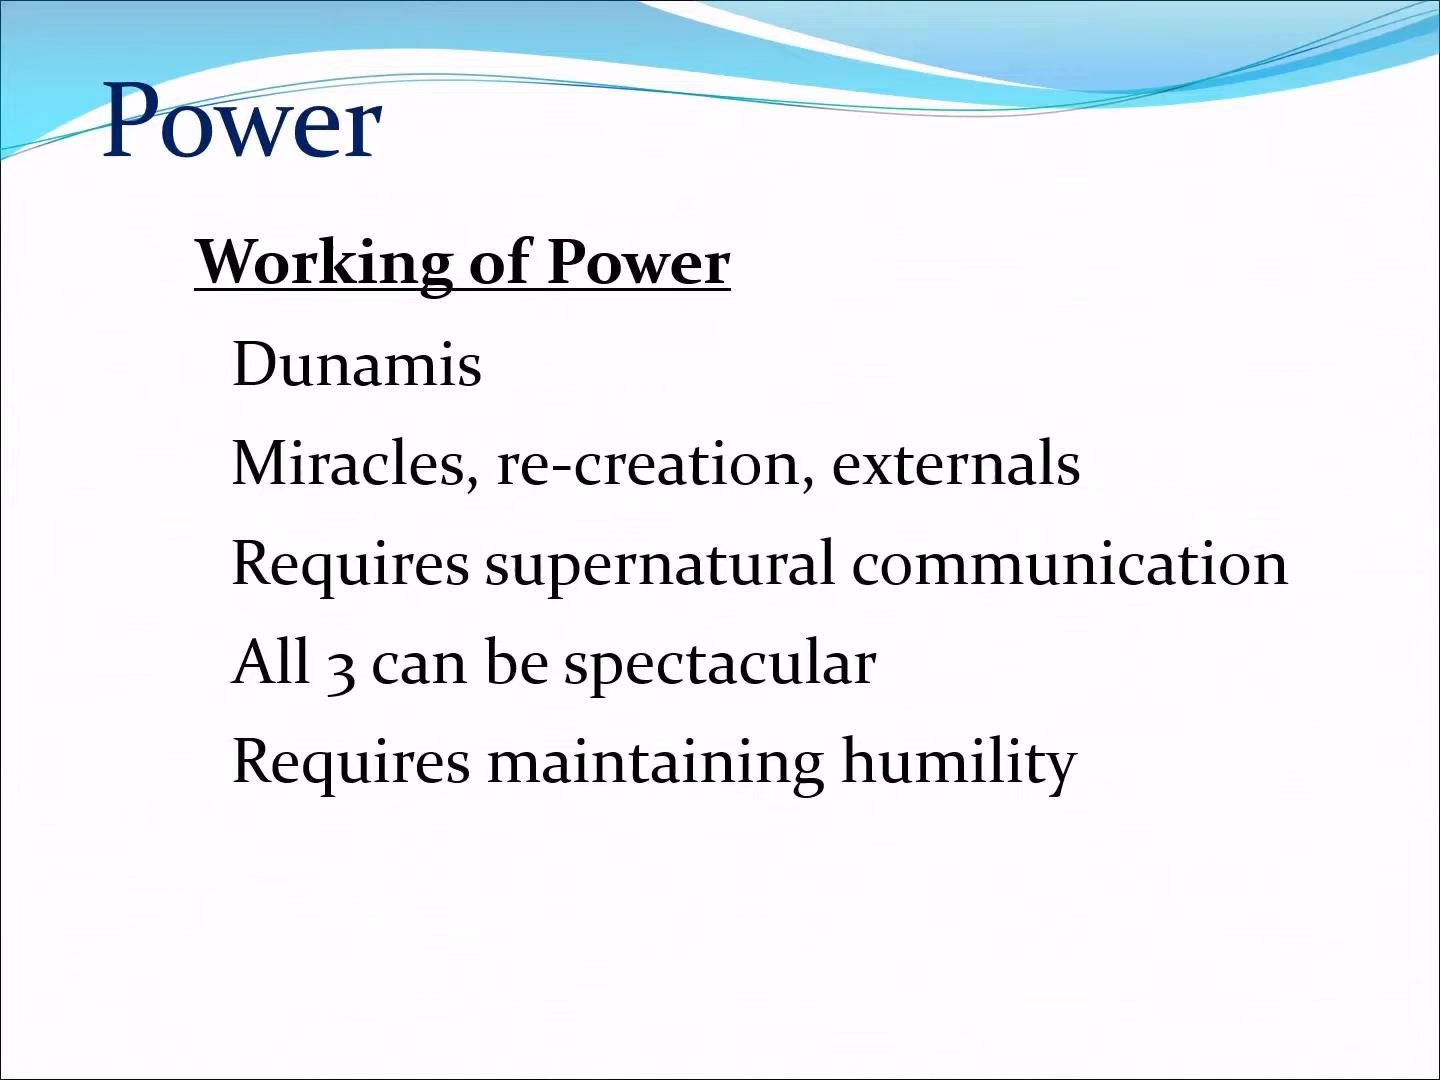 Power
Working of Power
Dunamis
Miracles, re-creation, externals
Requires supernatural communication
All 3 can be spectacular
Requires maintaining humility